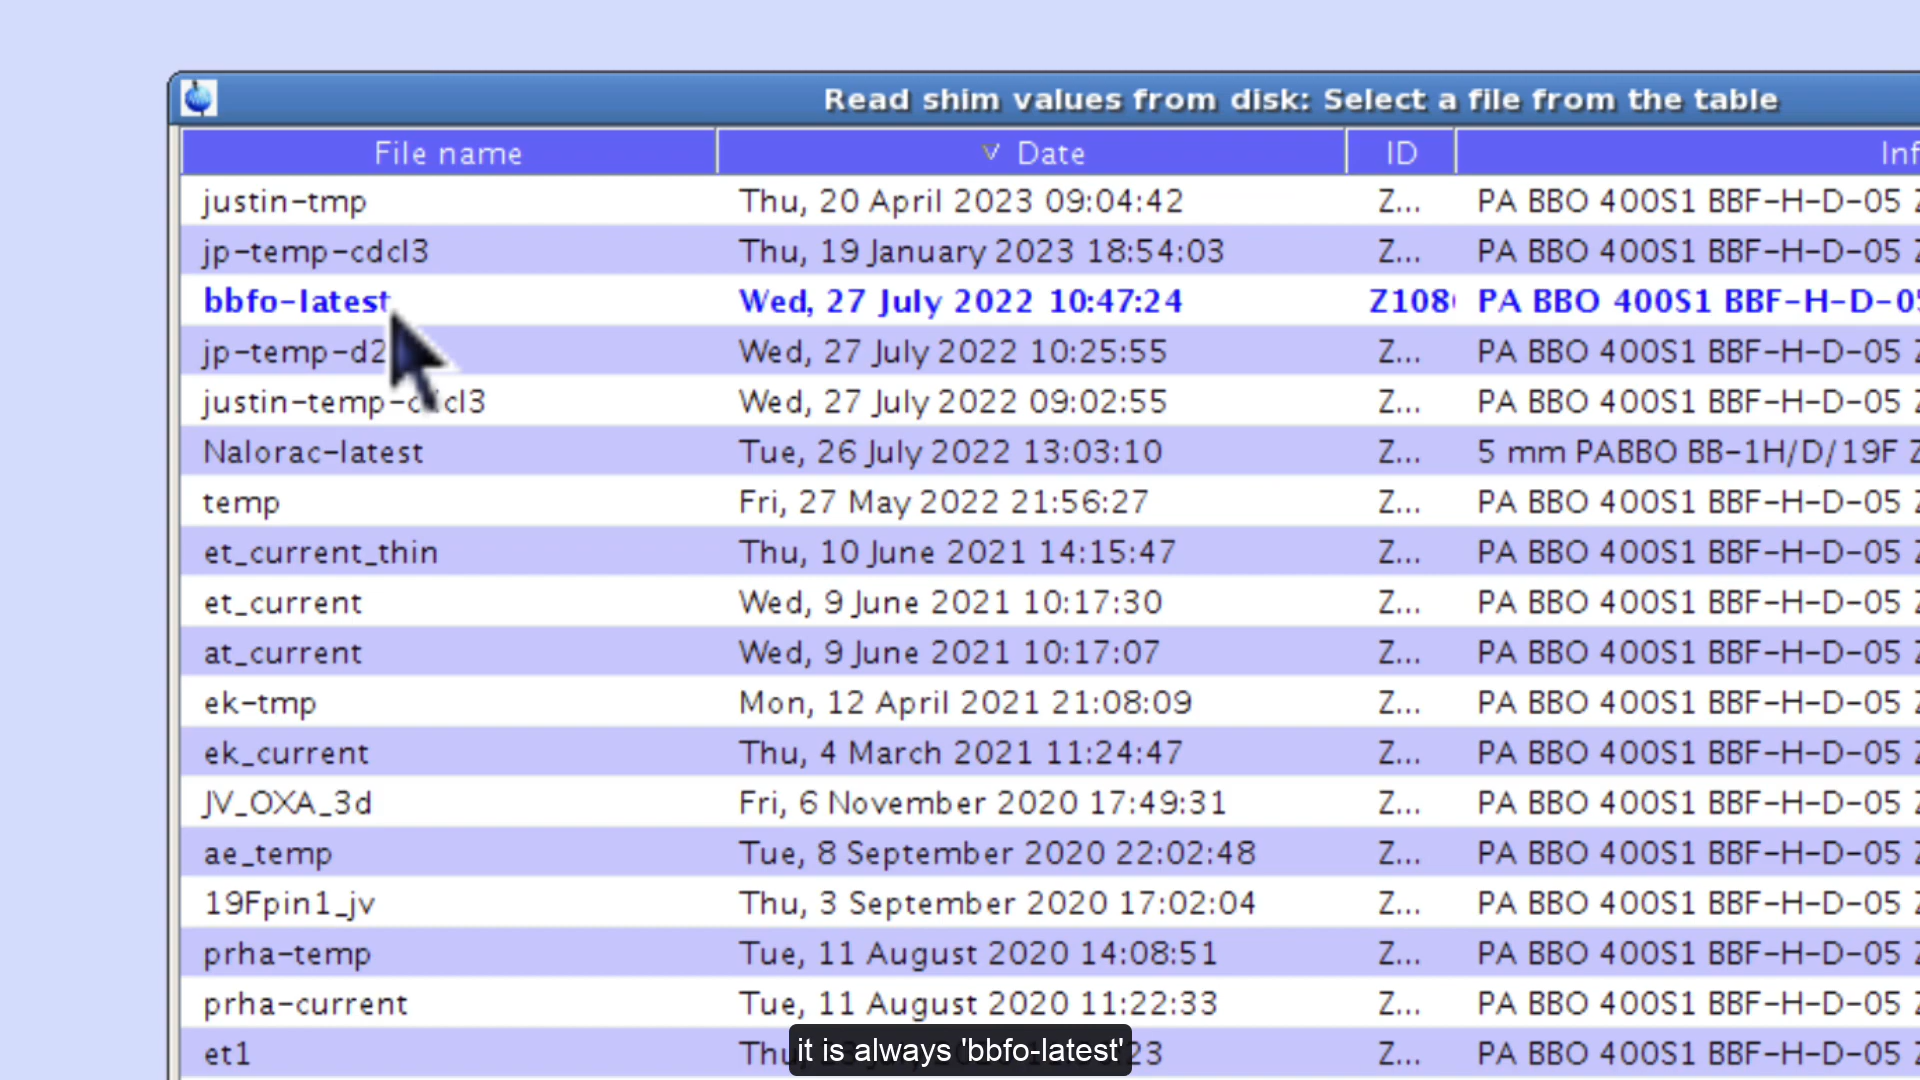 Read shim values from disk: Select a file from the table
File name ▽ Date ID Inf
justin-tmp Thu, 20 April 2023 09:04:42 Z... PA BBO 400S1 BBF-H-D-05 Z
jp-temp-cdcl3 Thu, 19 January 2023 18:54:03 Z... PA BBO 400S1 BBF-H-D-05 Z
bbfo-latest Wed, 27 July 2022 10:47:24 Z108 PA BBO 400S1 BBF-H-D-05
jp-temp-d2 Wed, 27 July 2022 10:25:55 Z... PA BBO 400S1 BBF-H-D-05 Z
justin-temp-cdcl3 Wed, 27 July 2022 09:02:55 Z... PA BBO 400S1 BBF-H-D-05 Z
Nalorac-latest Tue, 26 July 2022 13:03:10 Z... 5 mm PABBO BB-1H/D/19F Z
temp Fri, 27 May 2022 21:56:27 Z... PA BBO 400S1 BBF-H-D-05 Z
et_current_thin Thu, 10 June 2021 14:15:47 Z... PA BBO 400S1 BBF-H-D-05 Z
et_current Wed, 9 June 2021 10:17:30 Z... PA BBO 400S1 BBF-H-D-05 Z
at_current Wed, 9 June 2021 10:17:07 Z... PA BBO 400S1 BBF-H-D-05 Z
ek-tmp Mon, 12 April 2021 21:08:09 Z... PA BBO 400S1 BBF-H-D-05 Z
ek_current Thu, 4 March 2021 11:24:47 Z... PA BBO 400S1 BBF-H-D-05 Z
JV_OXA_3d Fri, 6 November 2020 17:49:31 Z... PA BBO 400S1 BBF-H-D-05 Z
ae_temp Tue, 8 September 2020 22:02:48 Z... PA BBO 400S1 BBF-H-D-05 Z
19Fpin1_jv Thu, 3 September 2020 17:02:04 Z... PA BBO 400S1 BBF-H-D-05 Z
prha-temp Tue, 11 August 2020 14:08:51 Z... PA BBO 400S1 BBF-H-D-05 Z
prha-current Tue, 11 August 2020 11:22:33 Z... PA BBO 400S1 BBF-H-D-05 Z
et1 Thu 23 Z... PA BBO 400S1 BBF-H-D-05 Z
it is always 'bbfo-latest'